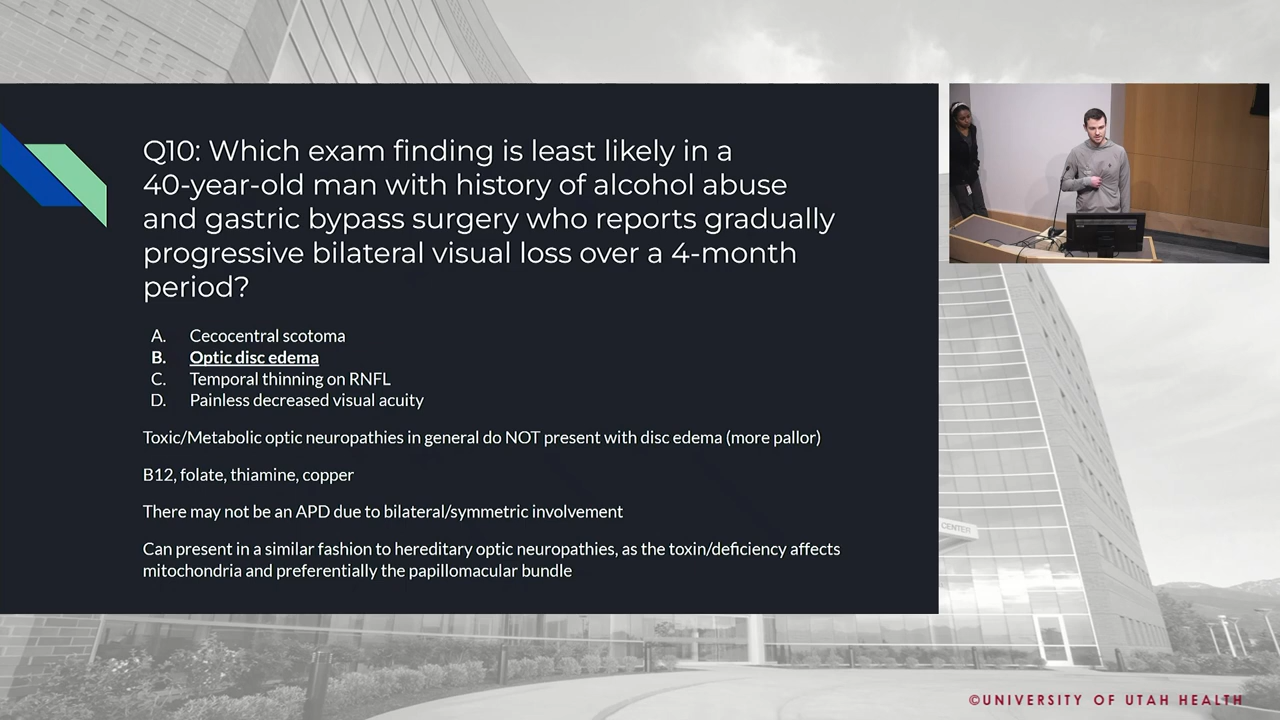 Q10: Which exam finding is least likely in a
40-year-old man with history of alcohol abuse
and gastric bypass surgery who reports gradually
progressive bilateral visual loss over a 4-month
period?
A. Cecocentral scotoma
B. Optic disc edema
C. Temporal thinning on RNFL
D. Painless decreased visual acuity
Toxic/Metabolic optic neuropathies in general do NOT present with disc edema (more pallor)
B12, folate, thiamine, copper
There may not be an APD due to bilateral/symmetric involvement
Can present in a similar fashion to hereditary optic neuropathies, as the toxin/deficiency affects
mitochondria and preferentially the papillomacular bundle
CENTER
©UNIVERSITY OF UTAH HEALTH